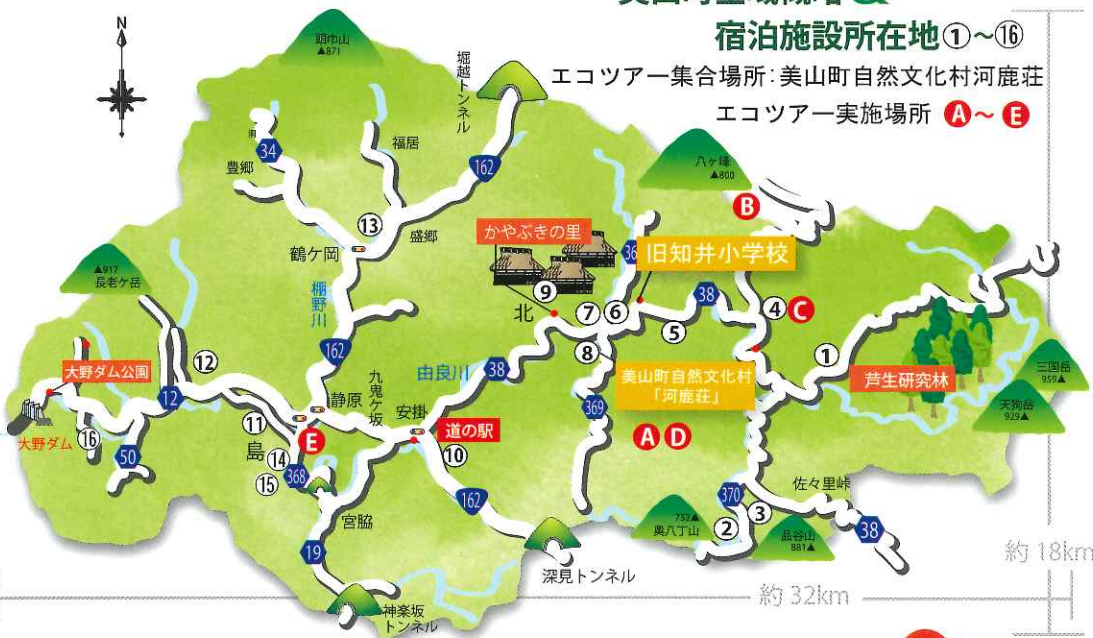 宿泊施設所在地①~⑯
エコツアー集合場所:美山町自然文化村河鹿荘
エコツアー実施場所 A~E
N
頭巾山
▲871
堀越トンネル
福居
34
豊郷
162
八ヶ峰
▲800
B
⑬
盛郷
鶴ケ岡
かやぶきの里
36
旧知井小学校
▲917
長老ケ岳
棚野川
⑨
北
⑦
⑥
38
⑤
④
C
①
⑧
大野ダム公園
⑫
162
由良川
38
美山町自然文化村
「河鹿荘」
芦生研究林
三国岳
959▲
天狗岳
929▲
12
九鬼ケ坂
静原
安掛
369
大野ダム
⑯
⑪
E
道の駅
A
D
50
島
⑭
⑩
⑮
368
宮脇
162
佐々里峠
370
③
752▲
奥八丁山
②
品谷山
881▲
38
19
深見トンネル
約 18km
約 32km
神楽坂
トンネル